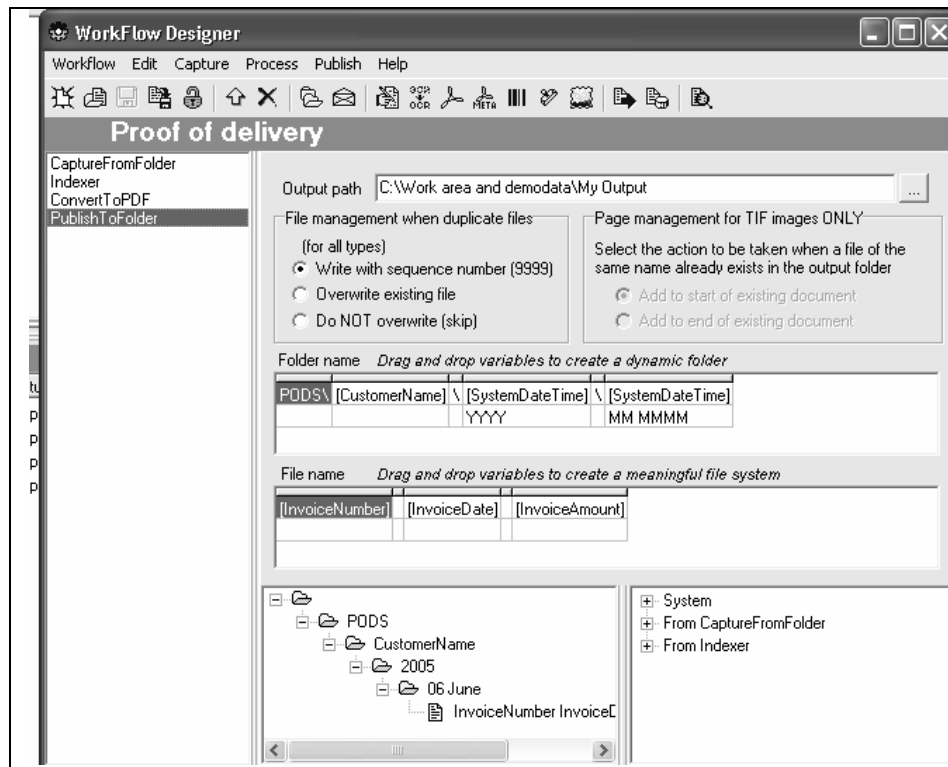 WorkFlow Designer
Workflow Edit Capture Process Publish Help
OCR
META
Proof of delivery
CaptureFromFolder
Indexer
ConvertToPDF
PublishToFolder
Output path C:\Work area and demodata\My Output ...
File management when duplicate files
(for all types)
Write with sequence number (9999)
Overwrite existing file
Do NOT overwrite (skip)
Page management for TIF images ONLY
Select the action to be taken when a file of the
same name already exists in the output folder
Add to start of existing document
Add to end of existing document
Folder name Drag and drop variables to create a dynamic folder
PODS\ [CustomerName] \ [SystemDateTime] \ [SystemDateTime]
YYYY MM MMMM
File name Drag and drop variables to create a meaningful file system
[InvoiceNumber] [InvoiceDate] [InvoiceAmount]
PODS
CustomerName
2005
06 June
InvoiceNumber InvoiceD
System
From CaptureFromFolder
From Indexer